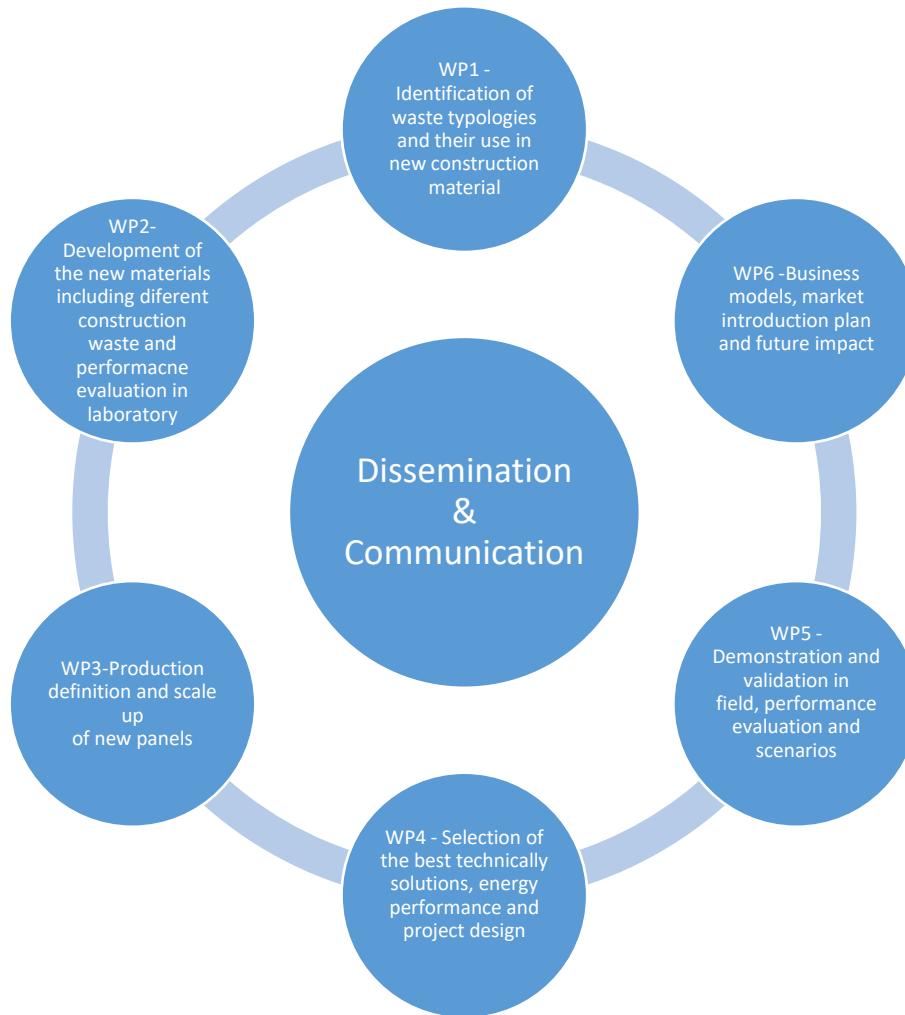 WP1 -
Identification of
waste typologies
and their use in
new construction
material
WP2-
Development of
the new materials
including diferent
construction
waste and
performacne
evaluation in
laboratory
WP6 -Business
models, market
introduction plan
and future impact
Dissemination
&
Communication
WP3-Production
definition and scale
up
of new panels
WP5 -
Demonstration and
validation in
field, performance
evaluation and
scenarios
WP4 - Selection of
the best technically
solutions, energy
performance and
project design